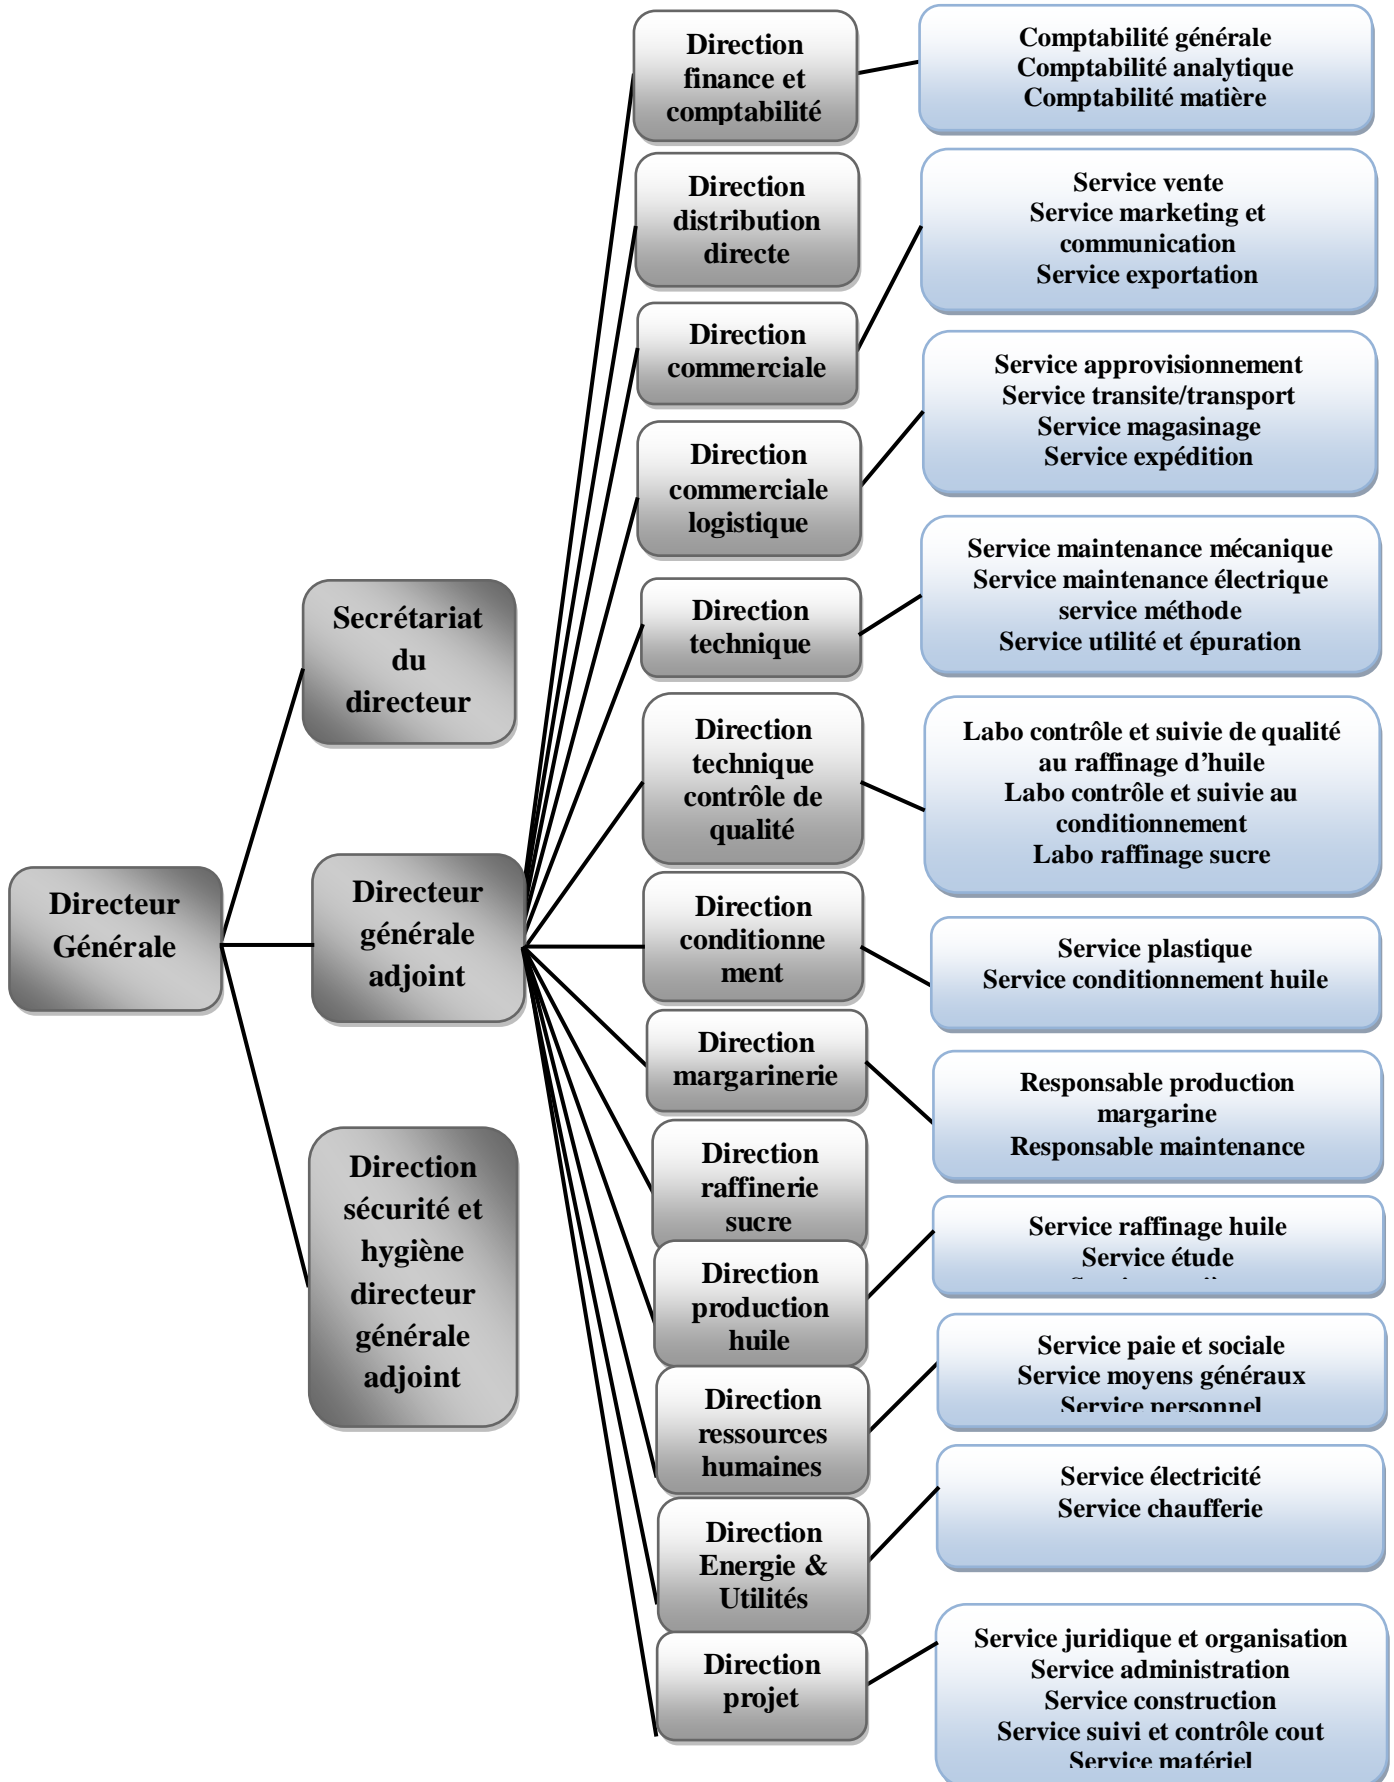 Directeur
Générale
Secrétariat
du
directeur
Directeur
générale
adjoint
Direction
sécurité et
hygiène
directeur
générale
adjoint
Direction
finance et
comptabilité
Comptabilité générale
Comptabilité analytique
Comptabilité matière
Direction
distribution
directe
Direction
commerciale
Service vente
Service marketing et
communication
Service exportation
Direction
commerciale
logistique
Service approvisionnement
Service transite/transport
Service magasinage
Service expédition
Direction
technique
Service maintenance mécanique
Service maintenance électrique
service méthode
Service utilité et épuration
Direction
technique
contrôle de
qualité
Labo contrôle et suivie de qualité
au raffinage d’huile
Labo contrôle et suivie au
conditionnement
Labo raffinage sucre
Direction
conditionne
ment
Service plastique
Service conditionnement huile
Direction
margarinerie
Responsable production
margarine
Responsable maintenance
Direction
raffinerie
sucre
Direction
production
huile
Service raffinage huile
Service étude
Direction
ressources
humaines
Service paie et sociale
Service moyens généraux
Service personnel
Direction
Energie &
Utilités
Service électricité
Service chaufferie
Direction
projet
Service juridique et organisation
Service administration
Service construction
Service suivi et contrôle cout
Service matériel